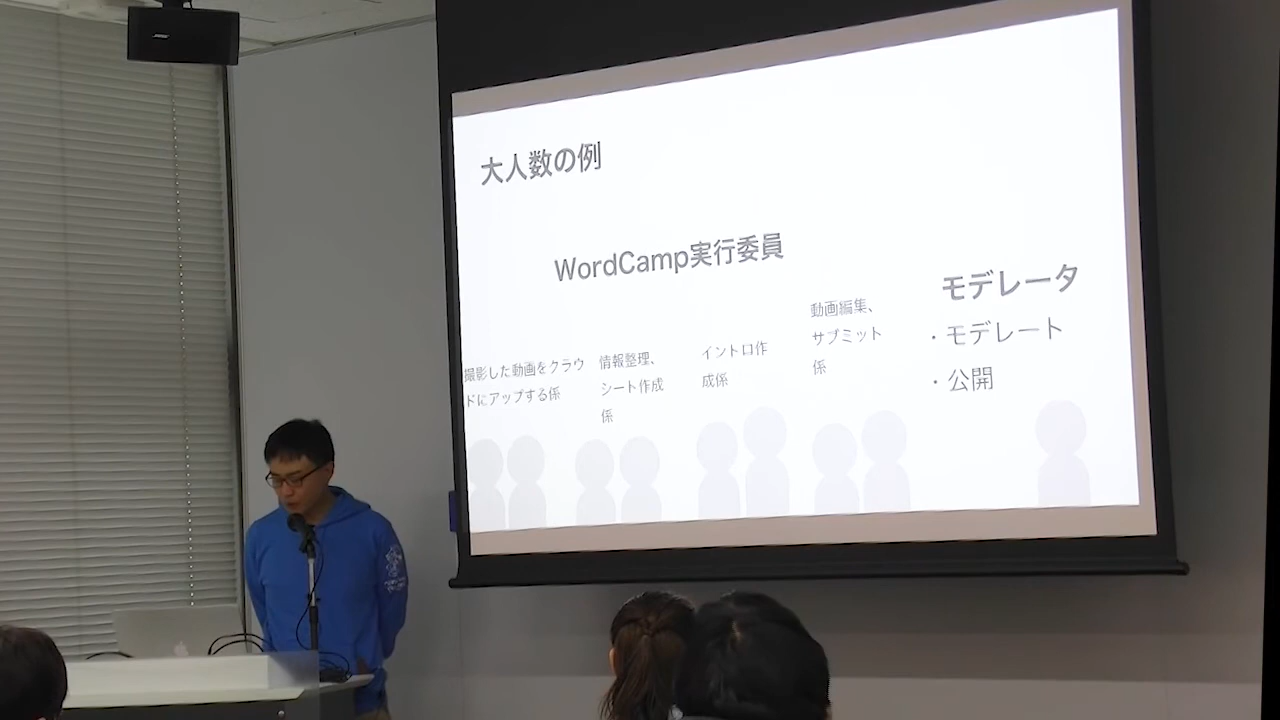 大人数の例
WordCamp実行委員
撮影した動画をクラウ
ドにアップする係
情報整理、
シート作成
係
イントロ作
成係
動画編集、
サブミット
係
モデレータ
・モデレート
・公開
BOSE